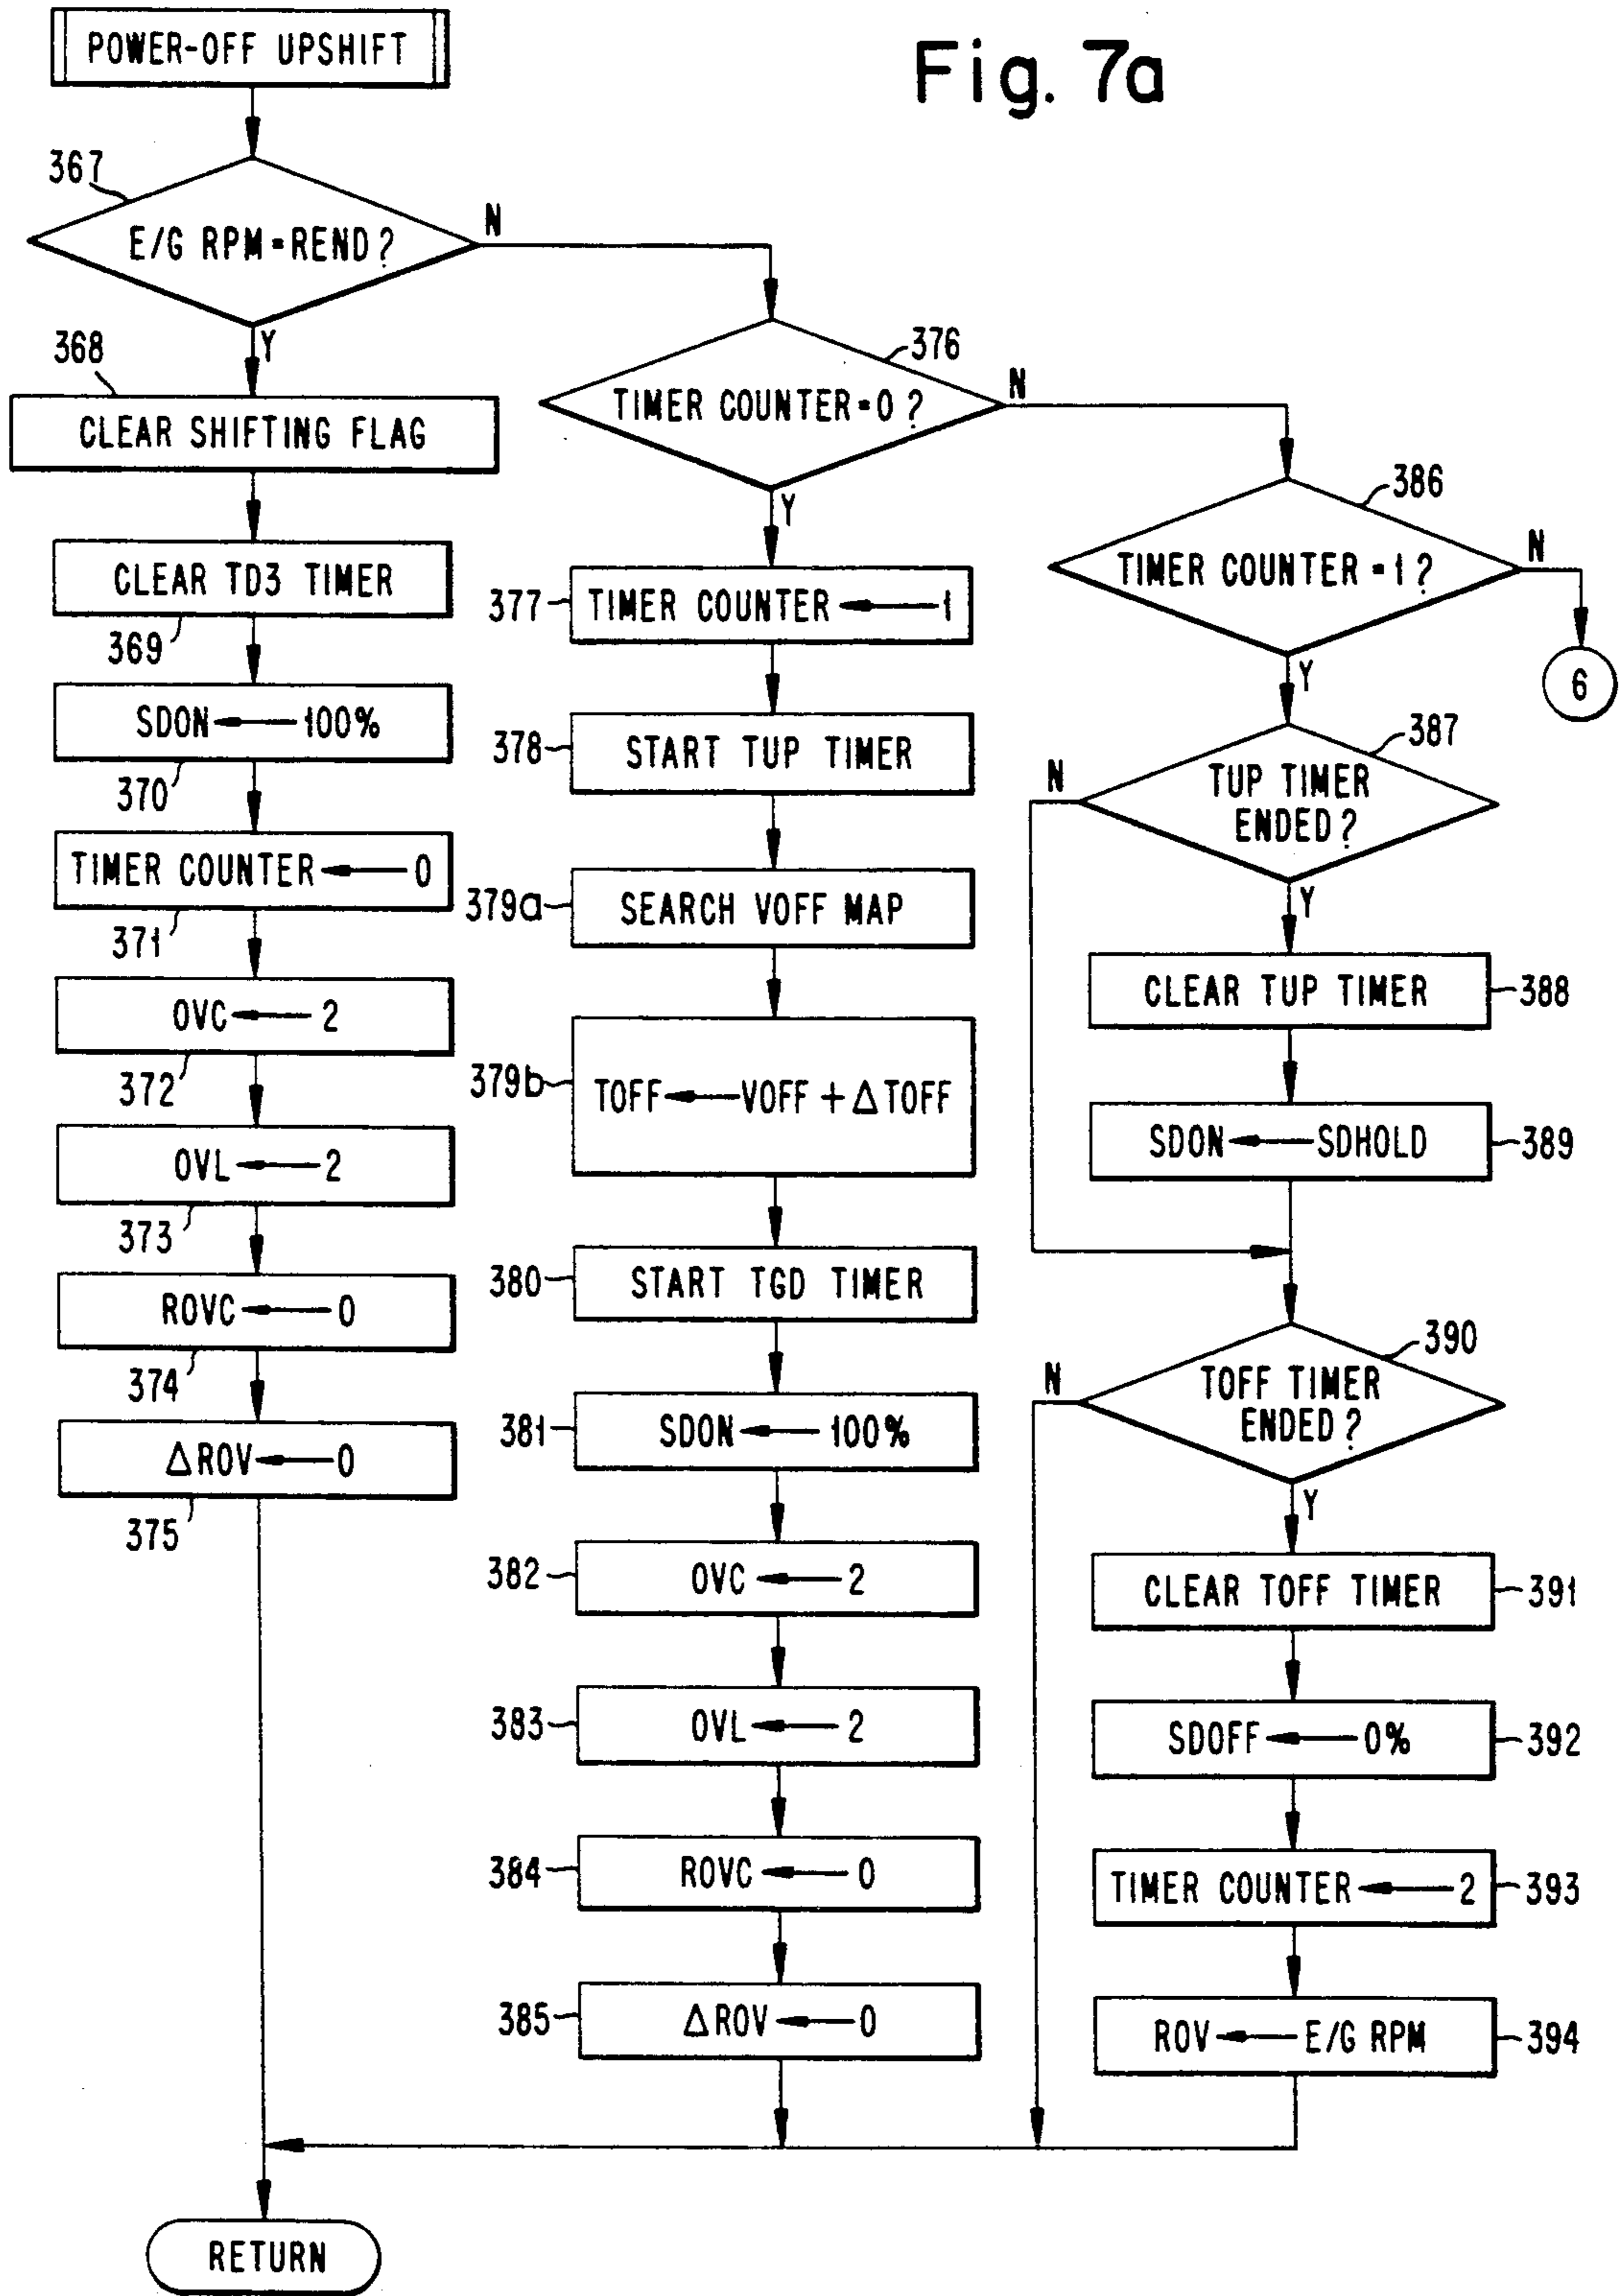 Fig. 7a
POWER-OFF UPSHIFT
367
E/G RPM=REND?
N
Y
368
CLEAR SHIFTING FLAG
CLEAR TD3 TIMER
369
SDON ← 100%
370
TIMER COUNTER ← 0
371
OVC ← 2
372
OVL ← 2
373
ROVC ← 0
374
△ROV ← 0
375
376
TIMER COUNTER=0?
N
Y
377
TIMER COUNTER ← 1
378
START TUP TIMER
379a
SEARCH VOFF MAP
379b
TOFF ← VOFF + △TOFF
380
START TGD TIMER
381
SDON ← 100%
382
OVC ← 2
383
OVL ← 2
384
ROVC ← 0
385
△ROV ← 0
386
TIMER COUNTER=1?
N
6
Y
387
N
TUP TIMER
ENDED?
Y
CLEAR TUP TIMER
388
SDON ← SDHOLD
389
390
N
TOFF TIMER
ENDED?
Y
CLEAR TOFF TIMER
391
SDOFF ← 0%
392
TIMER COUNTER ← 2
393
ROV ← E/G RPM
394
RETURN